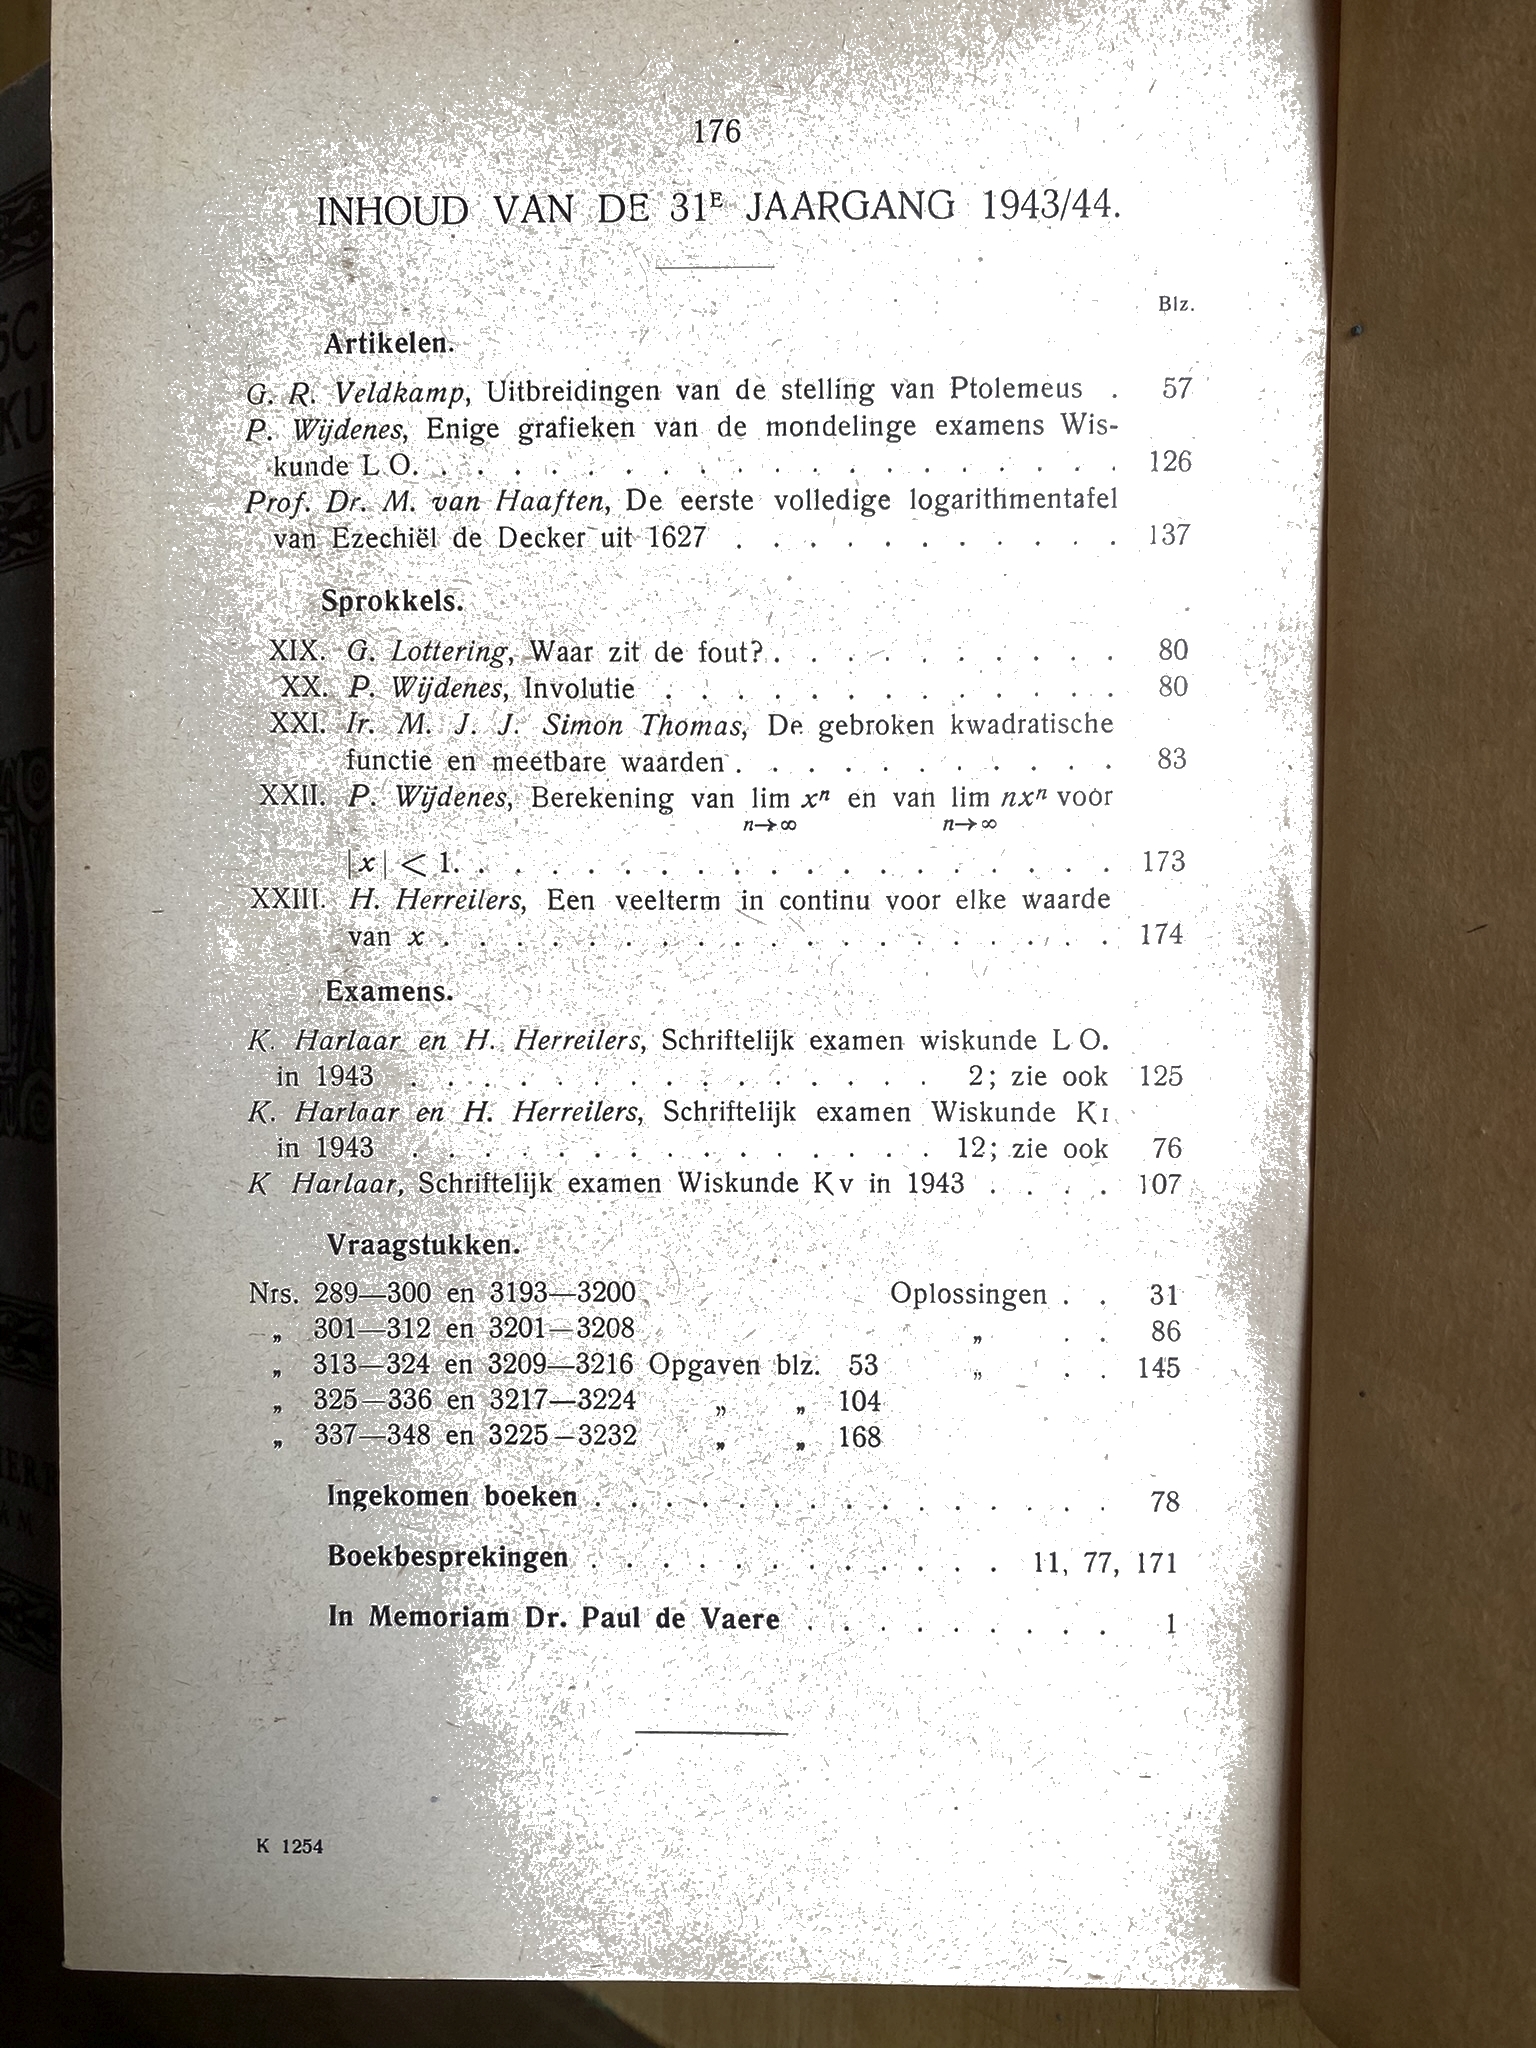 176
INHOUD VAN DE 31E JAARGANG 1943/44.
Blz.
Artikelen.
G. R. Veldkamp, Uitbreidingen van de stelling van Ptolemeus . 57
P. Wijdenes, Enige grafieken van de mondelinge examens Wis-
kunde L O. . . . . . . . . . . . . . . . . . . . 126
Prof. Dr. M. van Haaften, De eerste volledige logarithmentafel
van Ezechiël de Decker uit 1627 . . . . . . . . . . . 137
Sprokkels.
XIX. G. Lottering, Waar zit de fout? . . . . . . . . . . 80
XX. P. Wijdenes, Involutie . . . . . . . . . . . . . 80
XXI. Ir. M. J. J. Simon Thomas, De gebroken kwadratische
functie en meetbare waarden . . . . . . . . . . . 83
XXII. P. Wijdenes, Berekening van lim xⁿ en van lim nxⁿ voor
n→∞ n→∞
|x| < 1. . . . . . . . . . . . . . . . . . . 173
XXIII. H. Herreilers, Een veelterm in continu voor elke waarde
van x . . . . . . . . . . . . . . . . . . . 174
Examens.
K. Harlaar en H. Herreilers, Schriftelijk examen wiskunde L O.
in 1943 . . . . . . . . . . . . . . . 2; zie ook 125
K. Harlaar en H. Herreilers, Schriftelijk examen Wiskunde K I
in 1943 . . . . . . . . . . . . . . . 12; zie ook 76
K Harlaar, Schriftelijk examen Wiskunde K V in 1943 . . . . 107
Vraagstukken.
Nrs. 289—300 en 3193—3200 Oplossingen . . 31
„ 301—312 en 3201—3208 „ . . 86
„ 313—324 en 3209—3216 Opgaven blz. 53 „ . . 145
„ 325—336 en 3217—3224 „ „ 104
„ 337—348 en 3225—3232 „ „ 168
Ingekomen boeken . . . . . . . . . . . . . . . 78
Boekbesprekingen . . . . . . . . . . . . 11, 77, 171
In Memoriam Dr. Paul de Vaere . . . . . . . . . 1
K 1254